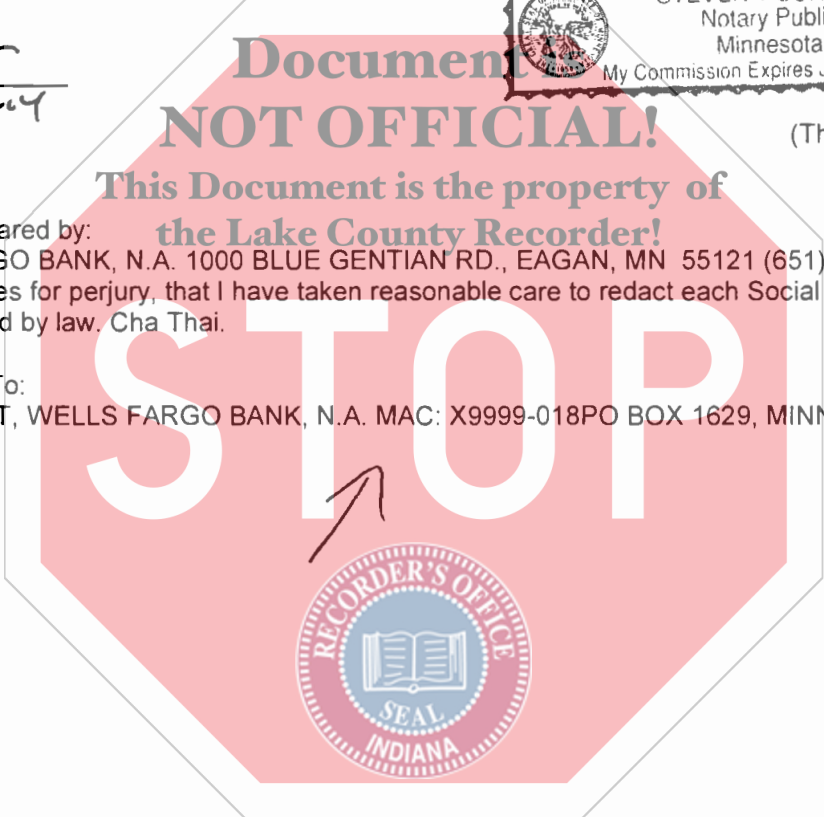 Notary Publi
Minnesota
My Commission Expires
Document is
NOT OFFICIAL!
(Th
This Document is the property of
the Lake County Recorder!
ared by:
GO BANK, N.A. 1000 BLUE GENTIAN RD., EAGAN, MN 55121 (651)
es for perjury, that I have taken reasonable care to redact each Social
d by law. Cha Thai.
To:
T, WELLS FARGO BANK, N.A. MAC: X9999-018PO BOX 1629, MINN
STOP
RECORDER'S OFFICE
SEAL
INDIANA